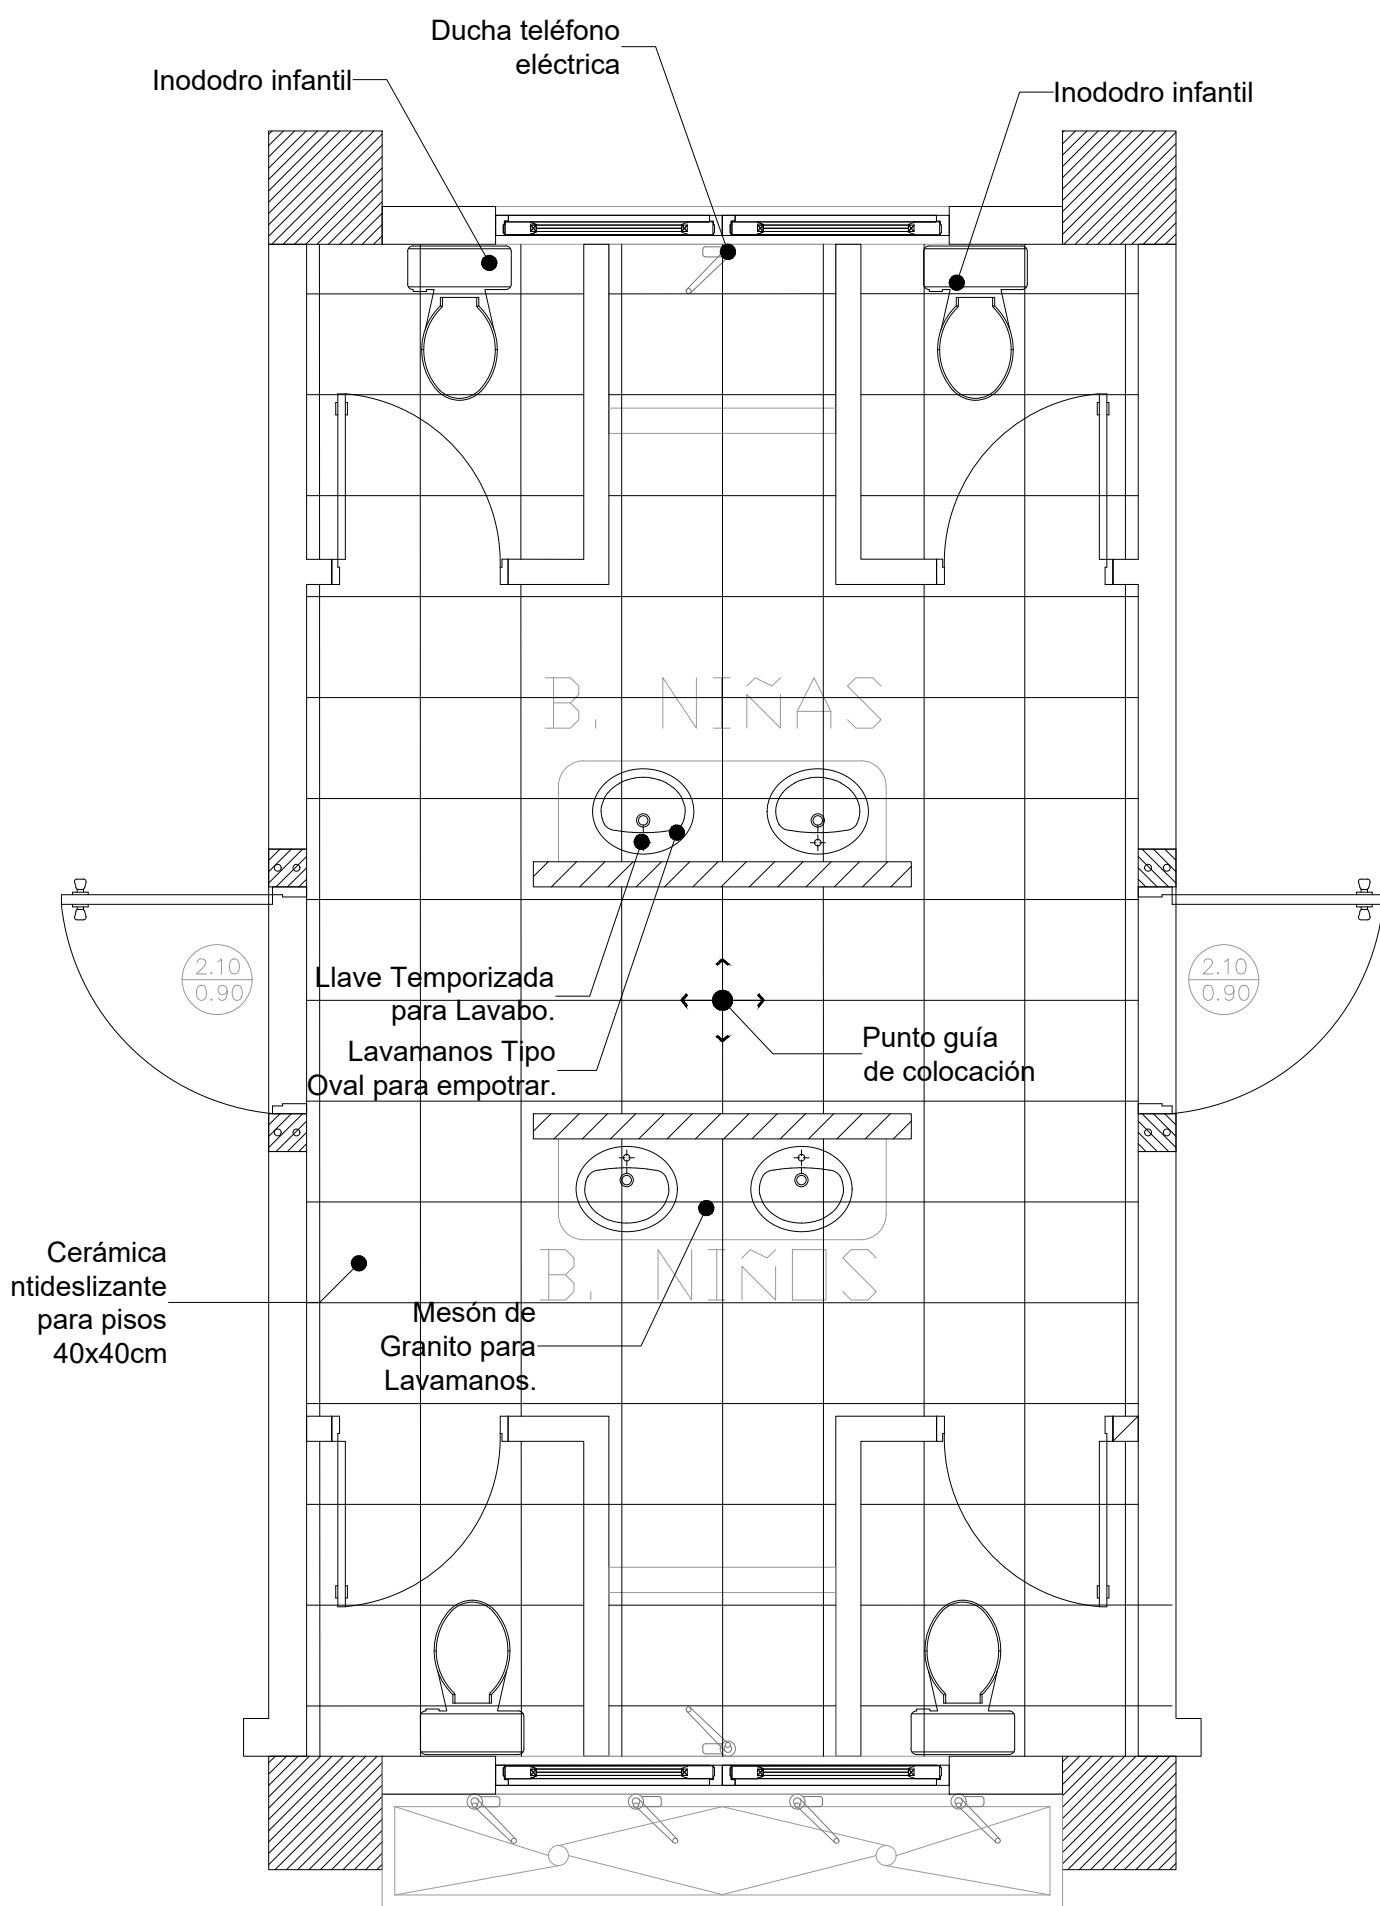 Ducha teléfono
eléctrica
Inododro infantil
Inododro infantil
B. NIÑAS
2.10
0.90
2.10
0.90
Llave Temporizada
para Lavabo.
Lavamanos Tipo
Oval para empotrar.
Punto guía
de colocación
Cerámica
ntideslizante
para pisos
40x40cm
B. NIÑOS
Mesón de
Granito para
Lavamanos.